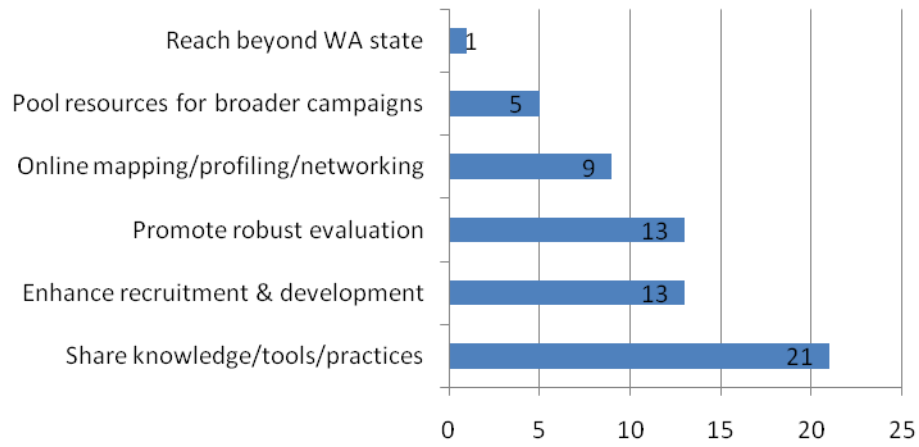 Reach beyond WA state 1
Pool resources for broader campaigns 5
Online mapping/profiling/networking 9
Promote robust evaluation 13
Enhance recruitment & development 13
Share knowledge/tools/practices 21
0 5 10 15 20 25